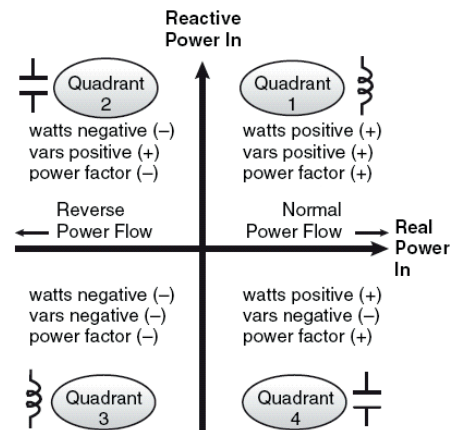 Reactive
Power In
Quadrant
2
watts negative (–)
vars positive (+)
power factor (–)
Quadrant
1
watts positive (+)
vars positive (+)
power factor (+)
Reverse
Power Flow
Normal
Power Flow
Real
Power
In
watts negative (–)
vars negative (–)
power factor (–)
Quadrant
3
watts positive (+)
vars negative (–)
power factor (+)
Quadrant
4